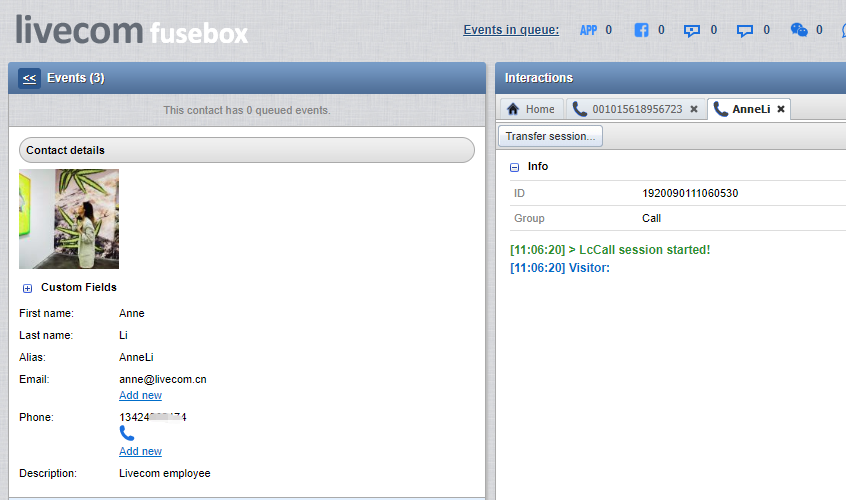 livecom fusebox
Events in queue: APP 0 0 0 0 0
<< Events (3)
This contact has 0 queued events.
Contact details
Custom Fields
First name: Anne
Last name: Li
Alias: AnneLi
Email: anne@livecom.cn
Add new
Phone:
Add new
Description: Livecom employee
Interactions
Home 001015618956723 AnneLi
Transfer session...
Info
ID 1920090111060530
Group Call
[11:06:20] > LcCall session started!
[11:06:20] Visitor: